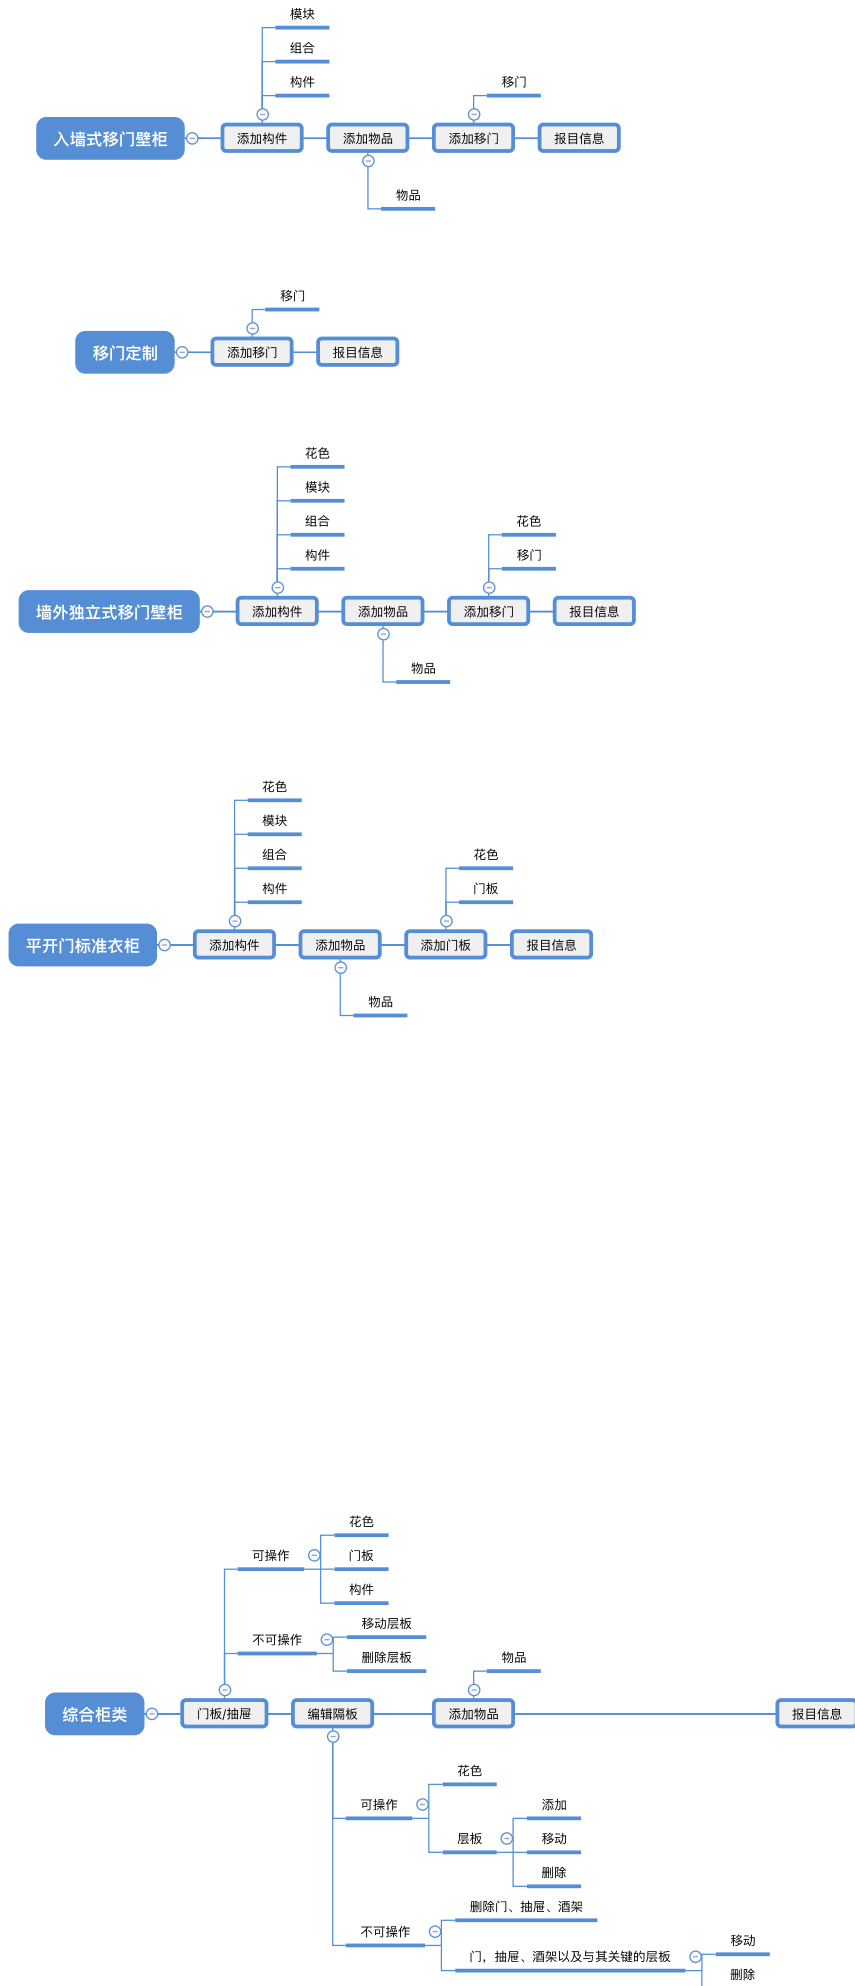 模块
组合
构件
移门
入墙式移门壁柜
添加构件
添加物品
添加移门
报目信息
物品
移门
移门定制
添加移门
报目信息
花色
模块
组合
构件
花色
移门
墙外独立式移门壁柜
添加构件
添加物品
添加移门
报目信息
物品
花色
模块
组合
构件
花色
门板
平开门标准衣柜
添加构件
添加物品
添加门板
报目信息
物品
花色
可操作
门板
构件
移动层板
不可操作
删除层板
物品
综合柜类
门板/抽屉
编辑隔板
添加物品
报目信息
花色
可操作
添加
层板
移动
删除
删除门、抽屉、酒架
不可操作
门，抽屉、酒架以及与其关键的层板
移动
删除